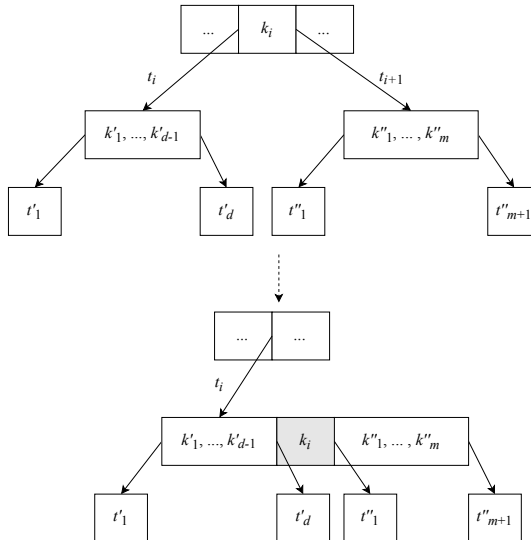 ... k_i ...
t_i t_{i+1}
k'_1, ..., k'_{d-1} k''_1, ... , k''_m
t'_1 t'_d t''_1 t''_{m+1}
... ...
t_i
k'_1, ..., k'_{d-1} k_i k''_1, ... , k''_m
t'_1 t'_d t''_1 t''_{m+1}